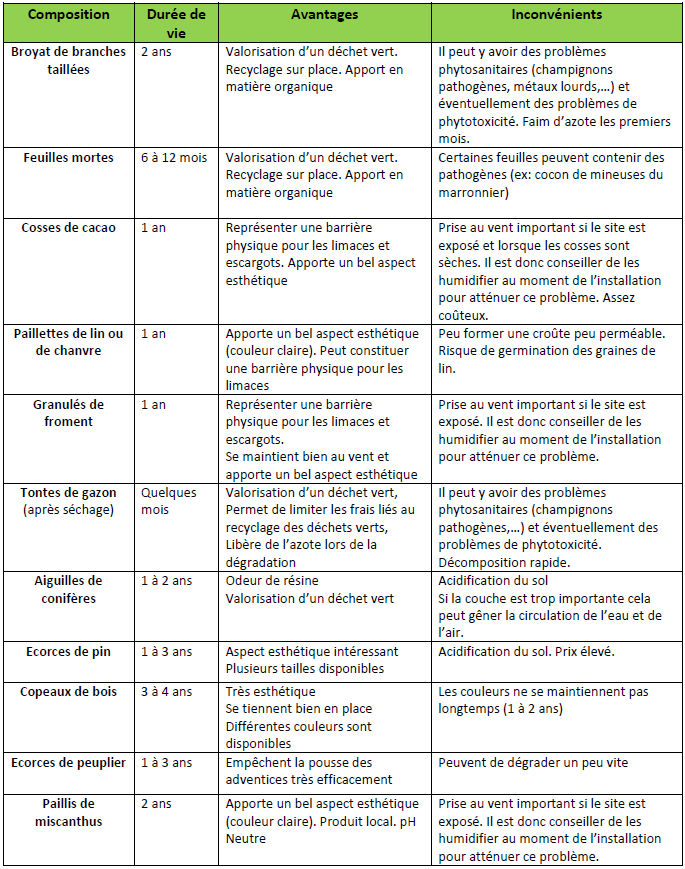 Composition
Durée de
vie
Avantages
Inconvénients
Broyat de branches
taillées
2 ans
Valorisation d’un déchet vert.
Recyclage sur place. Apport en
matière organique
Il peut y avoir des problèmes
phytosanitaires (champignons
pathogènes, métaux lourds,…) et
éventuellement des problèmes de
phytotoxicité. Faim d’azote les premiers
mois.
Feuilles mortes
6 à 12 mois
Valorisation d’un déchet vert.
Recyclage sur place. Apport en
matière organique
Certaines feuilles peuvent contenir des
pathogènes (ex: cocon de mineuses du
marronnier)
Cosses de cacao
1 an
Représenter une barrière
physique pour les limaces et
escargots. Apporte un bel aspect
esthétique
Prise au vent important si le site est
exposé et lorsque les cosses sont
sèches. Il est donc conseiller de les
humidifier au moment de l’installation
pour atténuer ce problème. Assez
coûteux.
Paillettes de lin ou
de chanvre
1 an
Apporte un bel aspect esthétique
(couleur claire). Peut constituer
une barrière physique pour les
limaces
Peu former une croûte peu perméable.
Risque de germination des graines de
lin.
Granulés de
froment
1 an
Représenter une barrière
physique pour les limaces et
escargots.
Se maintient bien au vent et
apporte un bel aspect esthétique
Prise au vent important si le site est
exposé. Il est donc conseiller de les
humidifier au moment de l’installation
pour atténuer ce problème.
Tontes de gazon
(après séchage)
Quelques
mois
Valorisation d’un déchet vert,
Permet de limiter les frais liés au
recyclage des déchets verts,
Libère de l’azote lors de la
dégradation
Il peut y avoir des problèmes
phytosanitaires (champignons
pathogènes,…) et éventuellement des
problèmes de phytotoxicité.
Décomposition rapide.
Aiguilles de
conifères
1 à 2 ans
Odeur de résine
Valorisation d’un déchet vert
Acidification du sol
Si la couche est trop importante cela
peut gêner la circulation de l’eau et de
l’air.
Ecorces de pin
1 à 3 ans
Aspect esthétique intéressant
Plusieurs tailles disponibles
Acidification du sol. Prix élevé.
Copeaux de bois
3 à 4 ans
Très esthétique
Se tiennent bien en place
Différentes couleurs sont
disponibles
Les couleurs ne se maintiennent pas
longtemps (1 à 2 ans)
Ecorces de peuplier
1 à 3 ans
Empêchent la pousse des
adventices très efficacement
Peuvent de dégrader un peu vite
Paillis de
miscanthus
2 ans
Apporte un bel aspect esthétique
(couleur claire). Produit local. pH
Neutre
Prise au vent important si le site est
exposé. Il est donc conseiller de les
humidifier au moment de l’installation
pour atténuer ce problème.